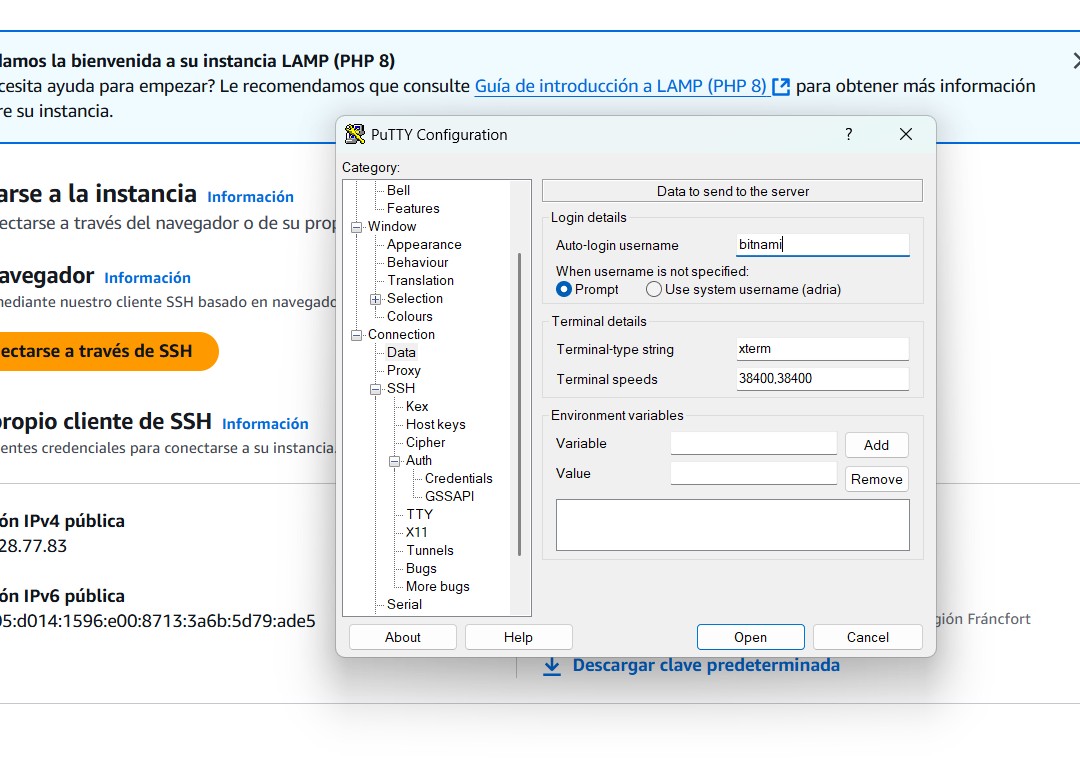 damos la bienvenida a su instancia LAMP (PHP 8)
cesita ayuda para empezar? Le recomendamos que consulte Guía de introducción a LAMP (PHP 8) para obtener más información
re su instancia.
PuTTY Configuration
?
Category:
Bell
Features
Window
Appearance
Behaviour
Translation
Selection
Colours
Connection
Data
Proxy
SSH
Kex
Host keys
Cipher
Auth
Credentials
GSSAPI
TTY
X11
Tunnels
Bugs
More bugs
Serial
Data to send to the server
Login details
Auto-login username bitnami
When username is not specified:
Prompt Use system username (adria)
Terminal details
Terminal-type string xterm
Terminal speeds 38400,38400
Environment variables
Variable Add
Value Remove
About Help Open Cancel
arse a la instancia Información
ectarse a través del navegador o de su prop
avegador Información
mediante nuestro cliente SSH basado en navegado
ectarse a través de SSH
propio cliente de SSH Información
entes credenciales para conectarse a su instancia.
ón IPv4 pública
28.77.83
ón IPv6 pública
05:d014:1596:e00:8713:3a6b:5d79:ade5
gión Fráncfort
Descargar clave predeterminada